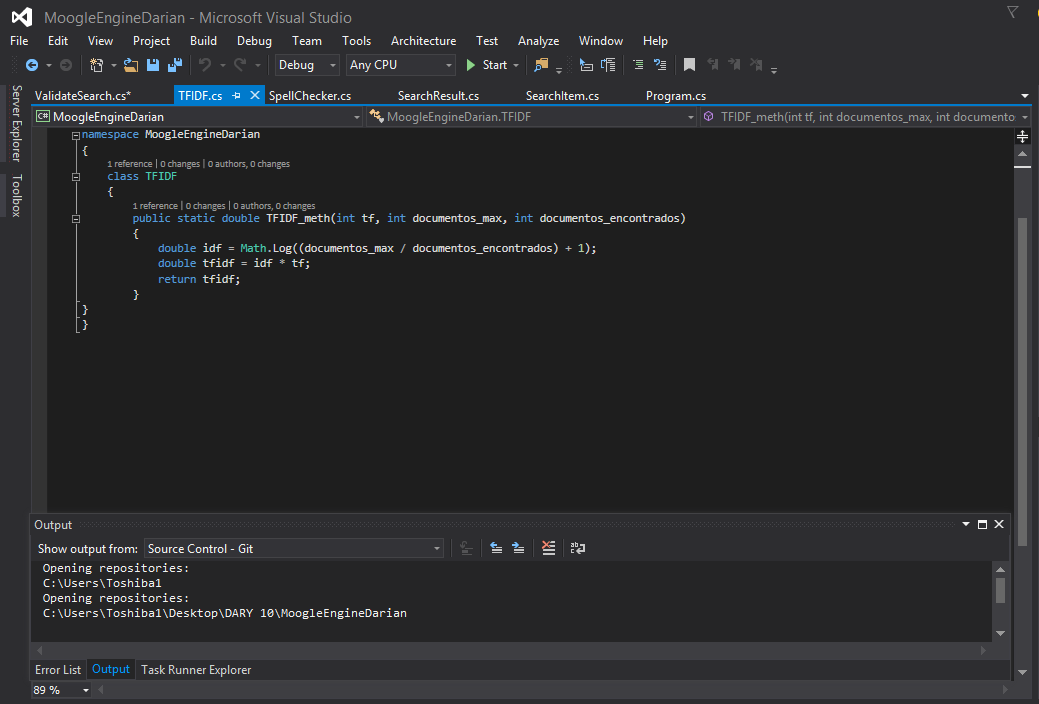 MoogleEngineDarian - Microsoft Visual Studio
File Edit View Project Build Debug Team Tools Architecture Test Analyze Window Help
Debug Any CPU Start
Server Explorer
Toolbox
ValidateSearch.cs* TFIDF.cs SpellChecker.cs SearchResult.cs SearchItem.cs Program.cs
C# MoogleEngineDarian MoogleEngineDarian.TFIDF TFIDF_meth(int tf, int documentos_max, int documento
namespace MoogleEngineDarian
{
1 reference | 0 changes | 0 authors, 0 changes
class TFIDF
{
1 reference | 0 changes | 0 authors, 0 changes
public static double TFIDF_meth(int tf, int documentos_max, int documentos_encontrados)
{
double idf = Math.Log((documentos_max / documentos_encontrados) + 1);
double tfidf = idf * tf;
return tfidf;
}
}
}
Output
Show output from: Source Control - Git
Opening repositories:
C:\Users\Toshiba1
Opening repositories:
C:\Users\Toshiba1\Desktop\DARY 10\MoogleEngineDarian
Error List Output Task Runner Explorer
89 %